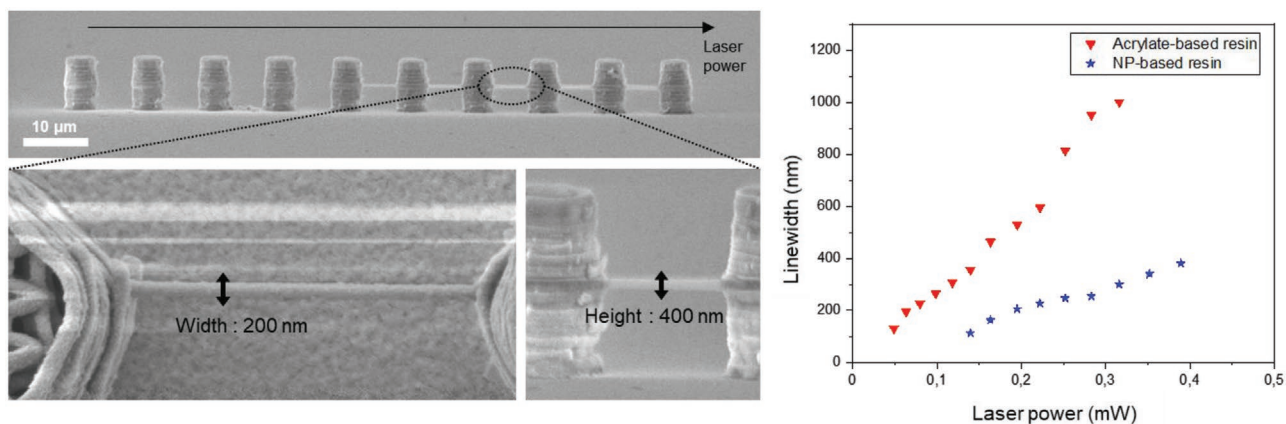 Laser
power
10 μm
Width : 200 nm
Height : 400 nm
Acrylate-based resin
NP-based resin
Linewidth (nm)
1200
1000
800
600
400
200
0
0
0,1
0,2
0,3
0,4
0,5
Laser power (mW)